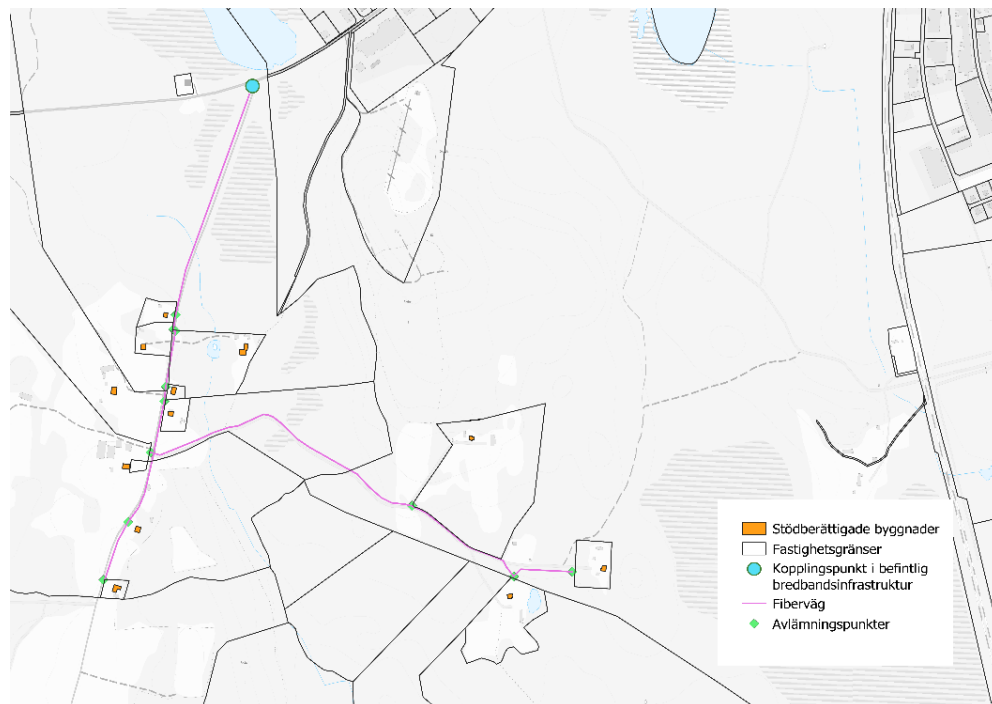 Stödberättigade byggnader
Fastighetsgränser
Kopplingspunkt i befintlig
bredbandsinfrastruktur
Fiberväg
Avlämningspunkter